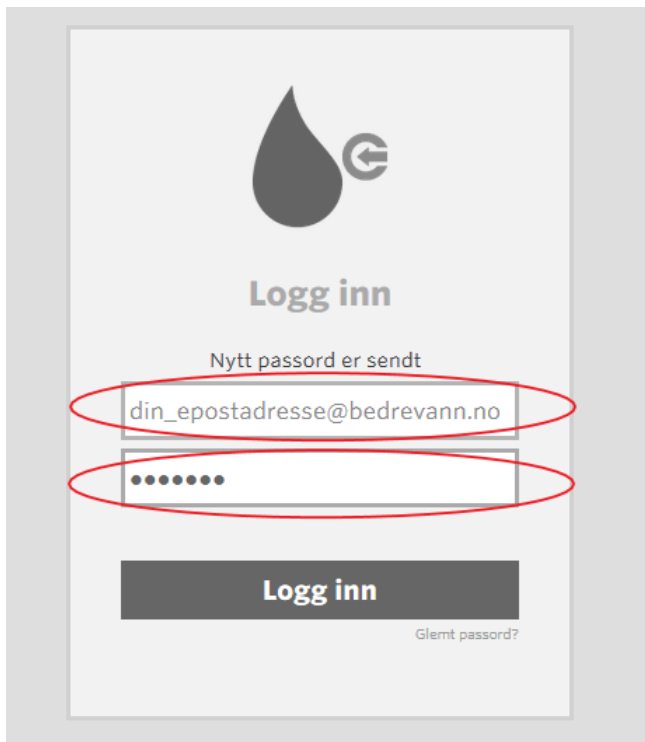 Logg inn
Nytt passord er sendt
din_epostadresse@bedrevann.no
•••••••
Logg inn
Glemt passord?